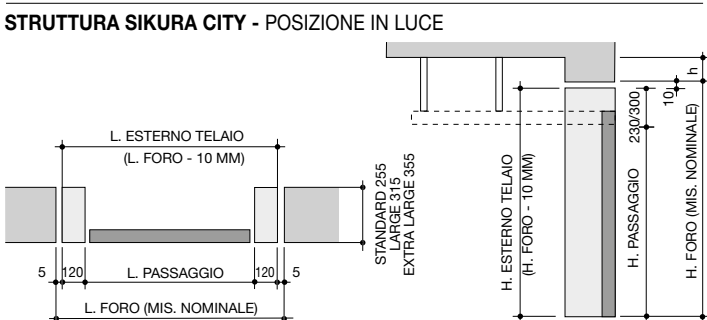 STRUTTURA SIKURA CITY - POSIZIONE IN LUCE
L. ESTERNO TELAIO
(L. FORO - 10 MM)
5
120
L. PASSAGGIO
120
5
L. FORO (MIS. NOMINALE)
STANDARD 255
LARGE 315
EXTRA LARGE 355
H. ESTERNO TELAIO
(H. FORO - 10 MM)
H. PASSAGGIO
230/300
10
h
H. FORO (MIS. NOMINALE)